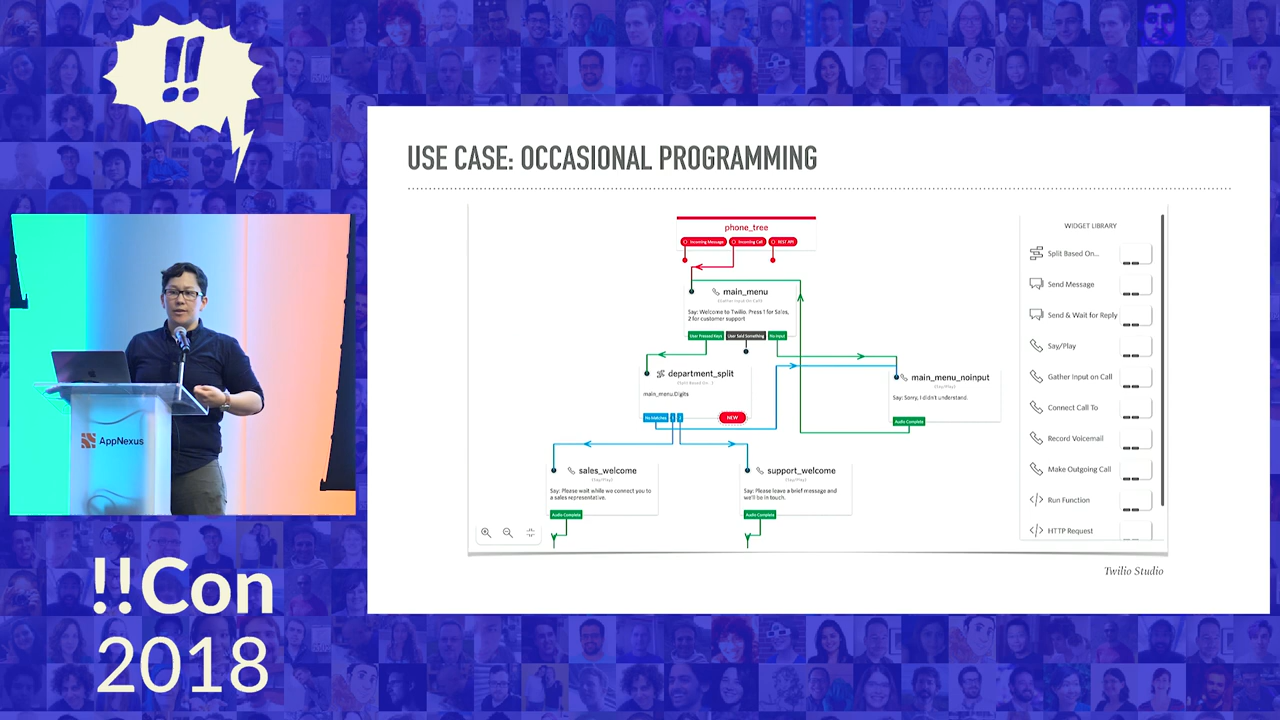 !!
USE CASE: OCCASIONAL PROGRAMMING
phone_tree
Incoming Message
Incoming Call
REST API
main_menu
(Gather Input on Call)
Say: Welcome to Twilio. Press 1 for Sales,
2 for customer support
User Pressed Keys
User Said Something
No Input
department_split
(Split Based On...)
main_menu.Digits
No Matches
NEW
main_menu_noinput
(Say/Play)
Say: Sorry, I didn't understand.
Audio Complete
sales_welcome
(Say/Play)
Say: Please wait while we connect you to
a sales representative.
Audio Complete
support_welcome
(Say/Play)
Say: Please leave a brief message and
we'll be in touch.
Audio Complete
WIDGET LIBRARY
Split Based On...
Send Message
Send & Wait for Reply
Say/Play
Gather Input on Call
Connect Call To
Record Voicemail
Make Outgoing Call
Run Function
HTTP Request
Twilio Studio
AppNexus
!!Con
2018